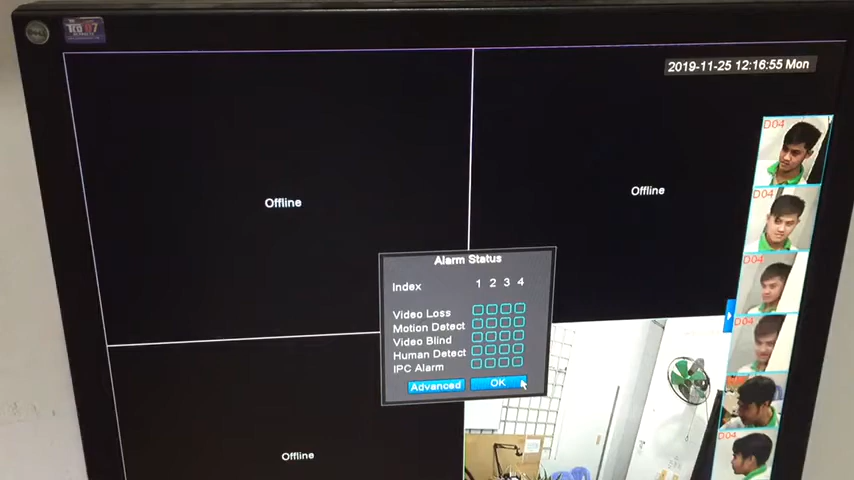 2019-11-25 12:16:55 Mon
D04
D04
D04
D04
D04
D04
Offline
Offline
Offline
Alarm Status
Index 1 2 3 4
Video Loss
Motion Detect
Video Blind
Human Detect
IPC Alarm
Advanced OK